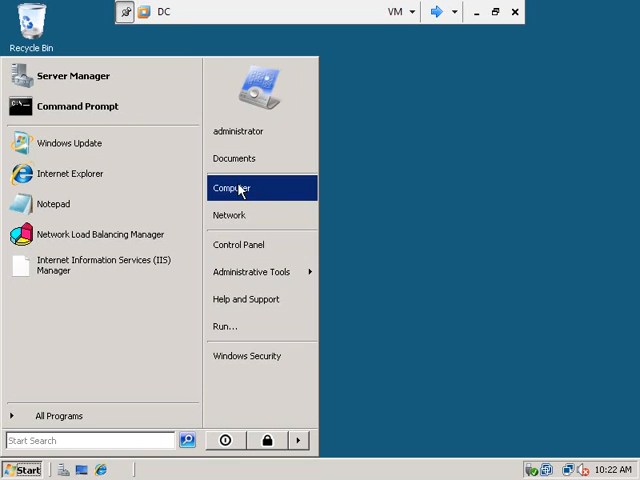 DC
VM
Recycle Bin
Server Manager
Command Prompt
Windows Update
Internet Explorer
Notepad
Network Load Balancing Manager
Internet Information Services (IIS)
Manager
All Programs
Start Search
administrator
Documents
Computer
Network
Control Panel
Administrative Tools
Help and Support
Run...
Windows Security
Start
10:22 AM